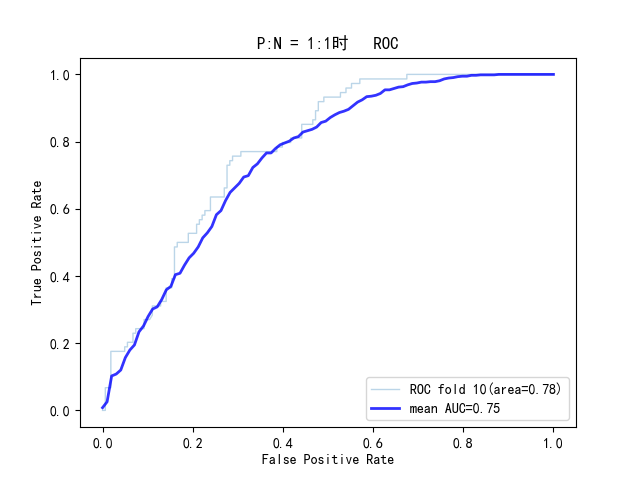 P:N = 1:1时 ROC
1.0
0.8
0.6
0.4
0.2
0.0
True Positive Rate
ROC fold 10(area=0.78)
mean AUC=0.75
0.0 0.2 0.4 0.6 0.8 1.0
False Positive Rate